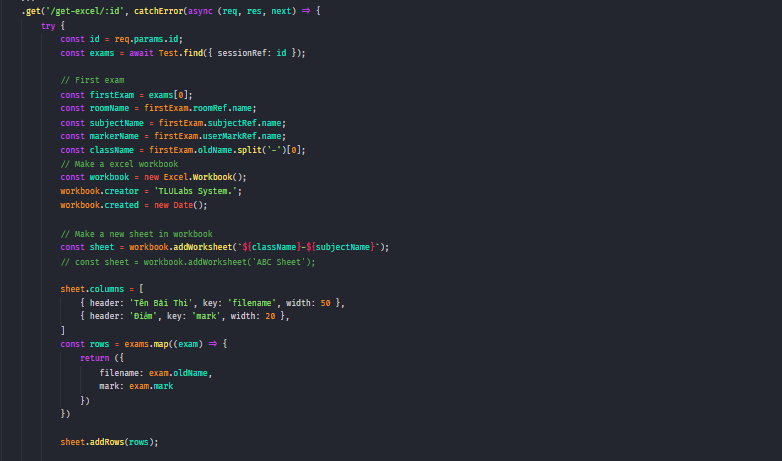 .get('/get-excel/:id', catchError(async (req, res, next) => {
try {
const id = req.params.id;
const exams = await Test.find({ sessionRef: id });
// First exam
const firstExam = exams[0];
const roomName = firstExam.roomRef.name;
const subjectName = firstExam.subjectRef.name;
const markerName = firstExam.userMarkRef.name;
const className = firstExam.oldName.split('-')[0];
// Make a excel workbook
const workbook = new Excel.Workbook();
workbook.creator = 'TLULabs System.';
workbook.created = new Date();
// Make a new sheet in workbook
const sheet = workbook.addWorksheet(`${className}-${subjectName}`);
// const sheet = workbook.addWorksheet('ABC Sheet');
sheet.columns = [
{ header: 'Tên Bài Thi', key: 'filename', width: 50 },
{ header: 'Điểm', key: 'mark', width: 20 },
]
const rows = exams.map((exam) => {
return ({
filename: exam.oldName,
mark: exam.mark
})
})
sheet.addRows(rows);